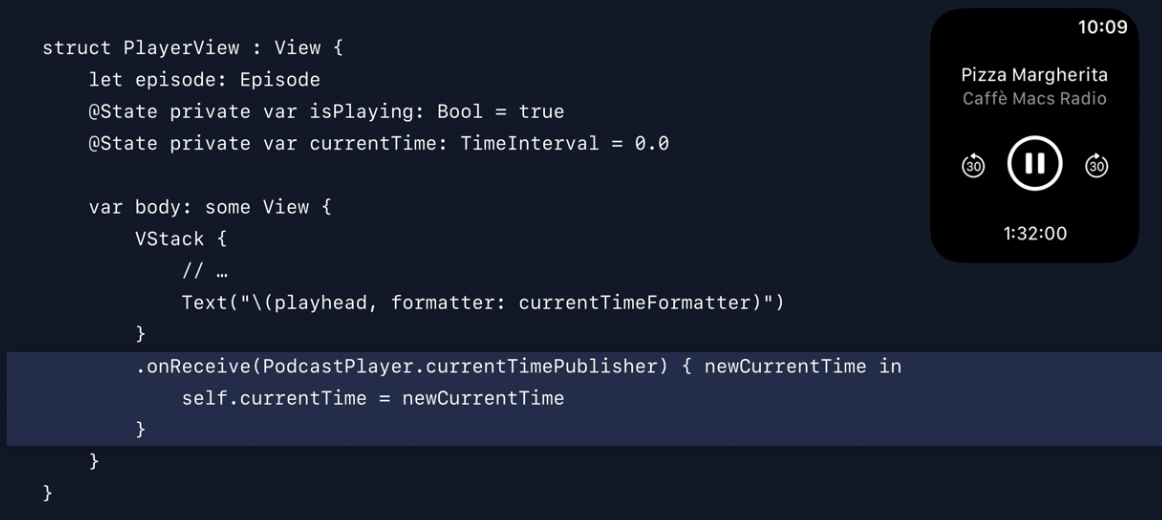 struct PlayerView : View {
    let episode: Episode
    @State private var isPlaying: Bool = true
    @State private var currentTime: TimeInterval = 0.0

    var body: some View {
        VStack {
            // …
            Text("\(playhead, formatter: currentTimeFormatter)")
        }
        .onReceive(PodcastPlayer.currentTimePublisher) { newCurrentTime in
            self.currentTime = newCurrentTime
        }
    }
}
10:09
Pizza Margherita
Caffè Macs Radio
30
30
1:32:00